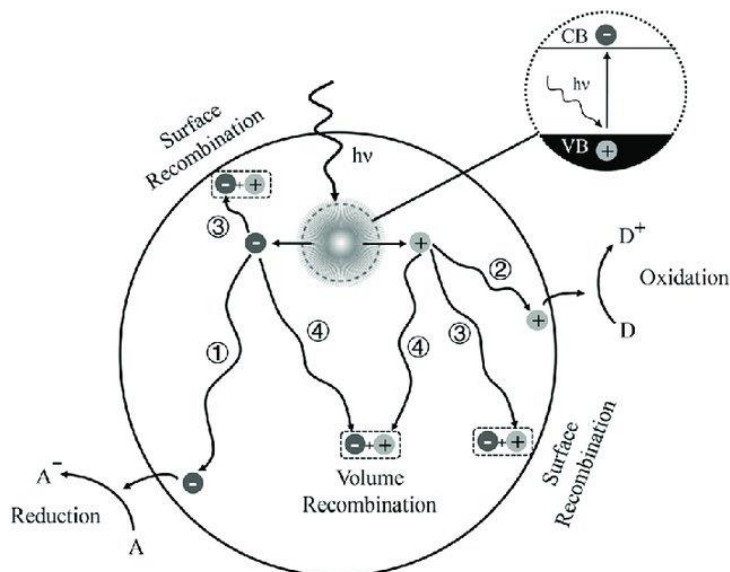 CB
−
hν
VB
+
Surface
Recombination
hν
− + +
③
−
+
②
D⁺
Oxidation
D
+
①
④
④
③
− + +
− + +
Volume
Recombination
Surface
Recombination
A⁻
−
Reduction
A